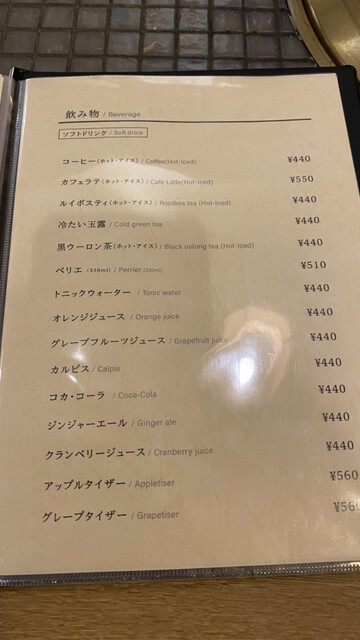 飲み物 / Beverage
ソフトドリンク / Soft drink
コーヒー(ホット・アイス) / Coffee(Hot-Iced) ¥440
カフェラテ(ホット・アイス) / Cafe Latte(Hot-Iced) ¥550
ルイボスティ(ホット・アイス) / Rooibos tea (Hot-Iced) ¥440
冷たい玉露 / Cold green tea ¥440
黒ウーロン茶(ホット・アイス) / Black oolong tea (Hot-Iced) ¥440
ペリエ (330ml) / Perrier (330ml) ¥510
トニックウォーター / Tonic water ¥440
オレンジジュース / Orange juice ¥440
グレープフルーツジュース / Grapefruit juice ¥440
カルピス / Calpis ¥440
コカ・コーラ / Coca-Cola ¥440
ジンジャーエール / Ginger ale ¥440
クランベリージュース / Cranberry juice ¥440
アップルタイザー / Appletiser ¥560
グレープタイザー / Grapetiser ¥560